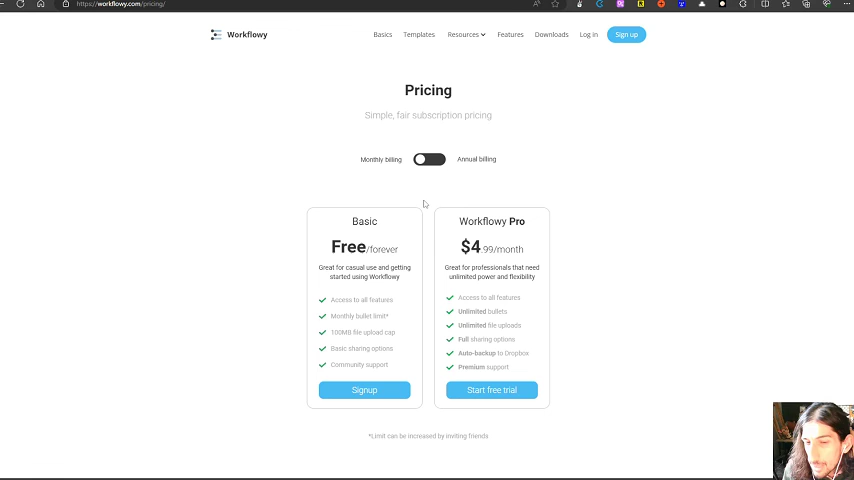 https://workflowy.com/pricing/
Workflowy
Basics
Templates
Resources
Features
Downloads
Log in
Sign up
Pricing
Simple, fair subscription pricing
Monthly billing
Annual billing
Basic
Free/forever
Great for casual use and getting
started using Workflowy
Access to all features
Monthly bullet limit*
100MB file upload cap
Basic sharing options
Community support
Signup
Workflowy Pro
$4.99/month
Great for professionals that need
unlimited power and flexibility
Access to all features
Unlimited bullets
Unlimited file uploads
Full sharing options
Auto-backup to Dropbox
Premium support
Start free trial
*Limit can be increased by inviting friends